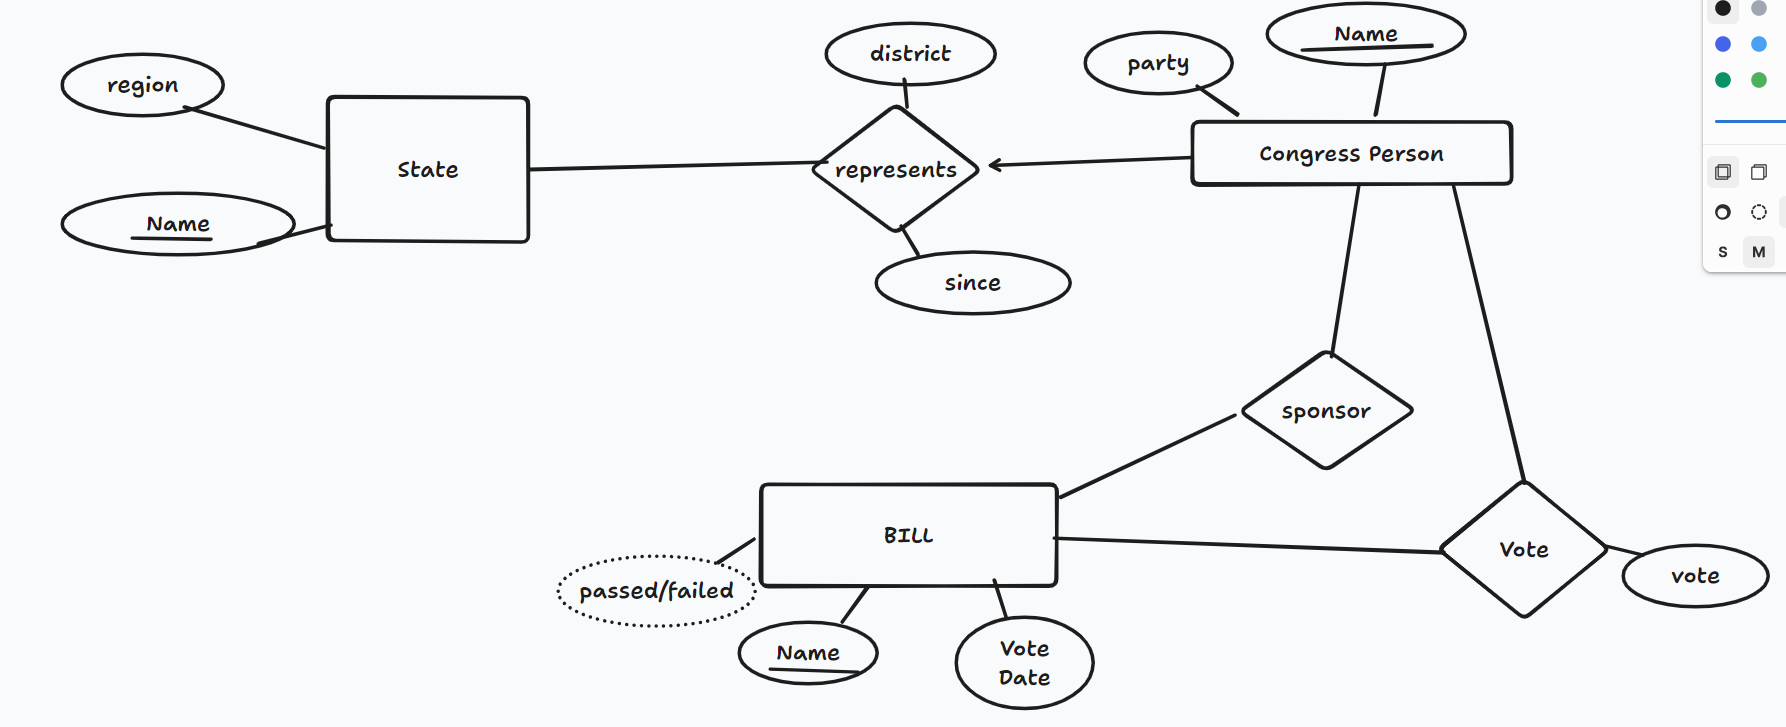 region
Name
State
district
represents
since
party
Name
Congress Person
sponsor
BILL
passed/failed
Name
Vote
Date
Vote
vote
S
M